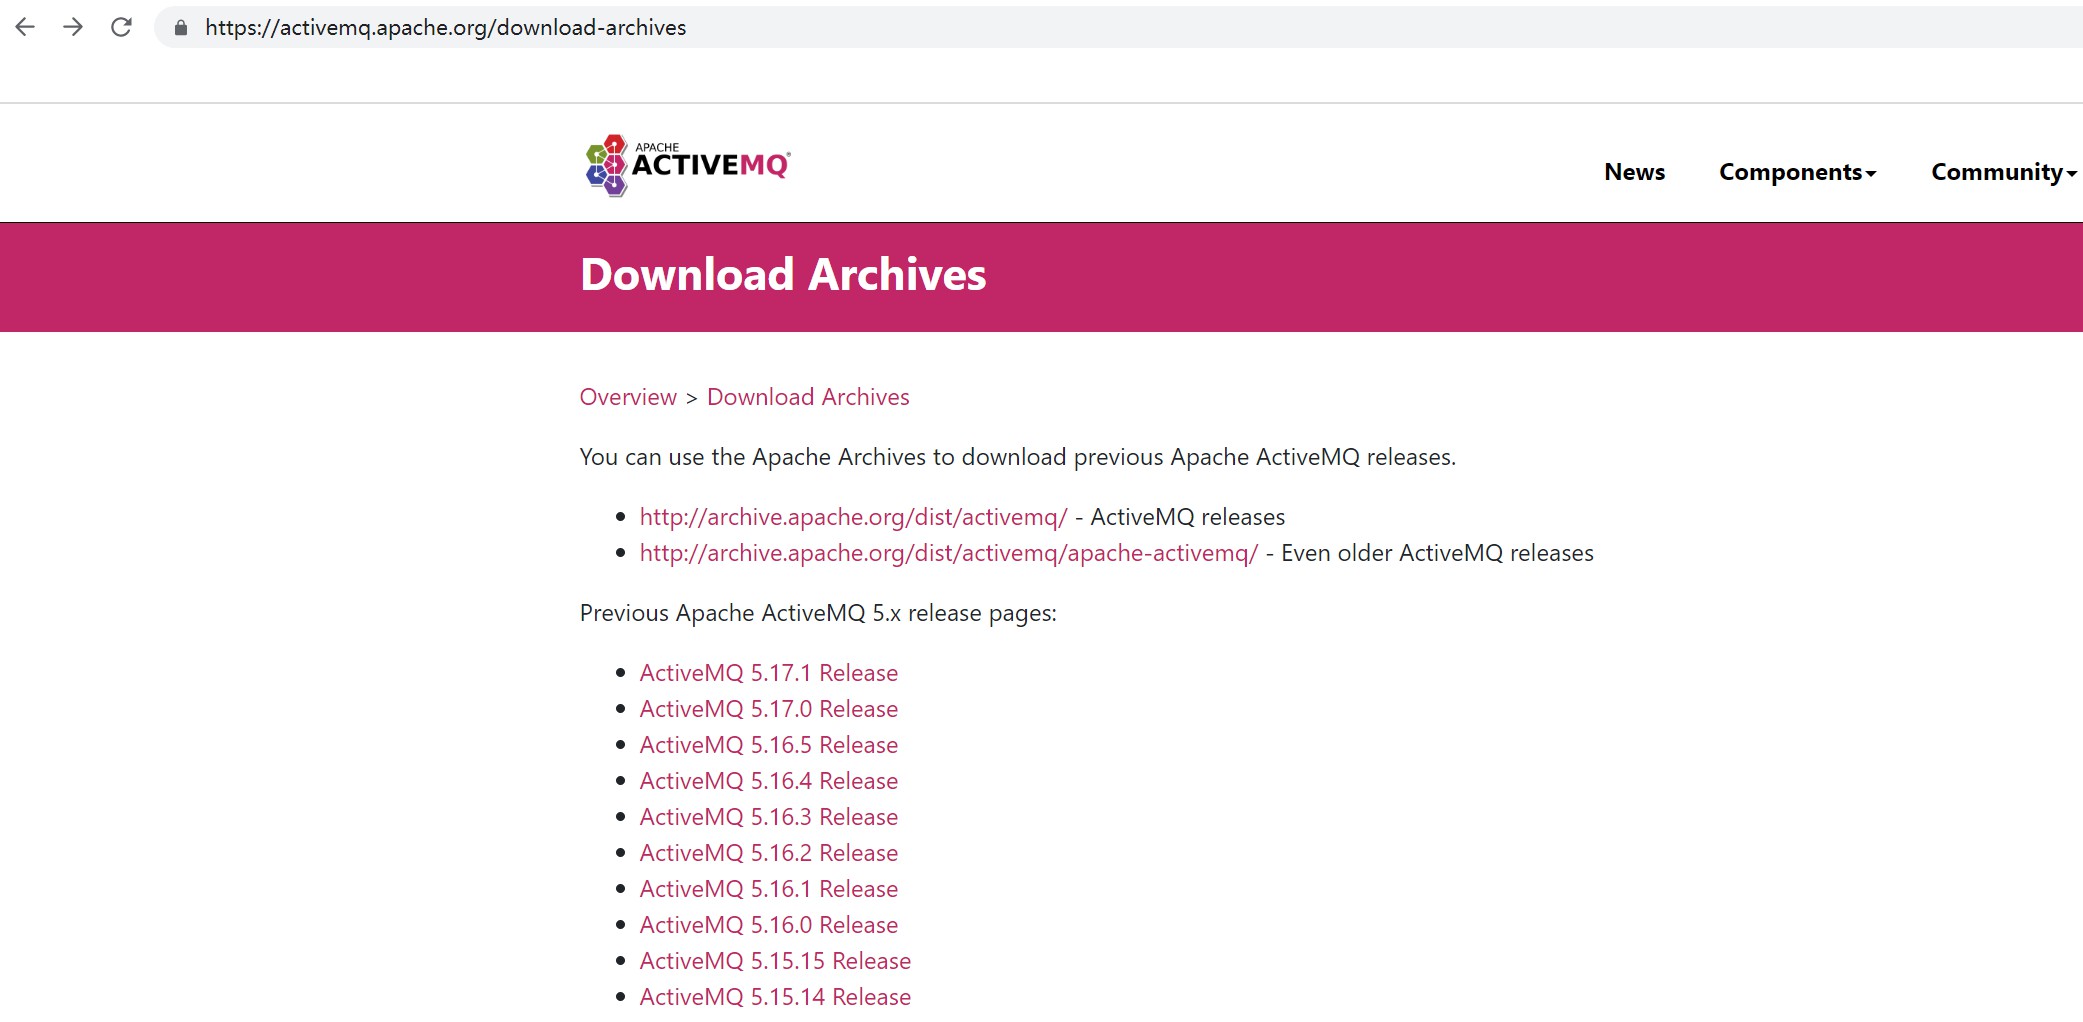 https://activemq.apache.org/download-archives
APACHE
ACTIVEMQ®
News Components Community
Download Archives
Overview > Download Archives
You can use the Apache Archives to download previous Apache ActiveMQ releases.
http://archive.apache.org/dist/activemq/ - ActiveMQ releases
http://archive.apache.org/dist/activemq/apache-activemq/ - Even older ActiveMQ releases
Previous Apache ActiveMQ 5.x release pages:
ActiveMQ 5.17.1 Release
ActiveMQ 5.17.0 Release
ActiveMQ 5.16.5 Release
ActiveMQ 5.16.4 Release
ActiveMQ 5.16.3 Release
ActiveMQ 5.16.2 Release
ActiveMQ 5.16.1 Release
ActiveMQ 5.16.0 Release
ActiveMQ 5.15.15 Release
ActiveMQ 5.15.14 Release